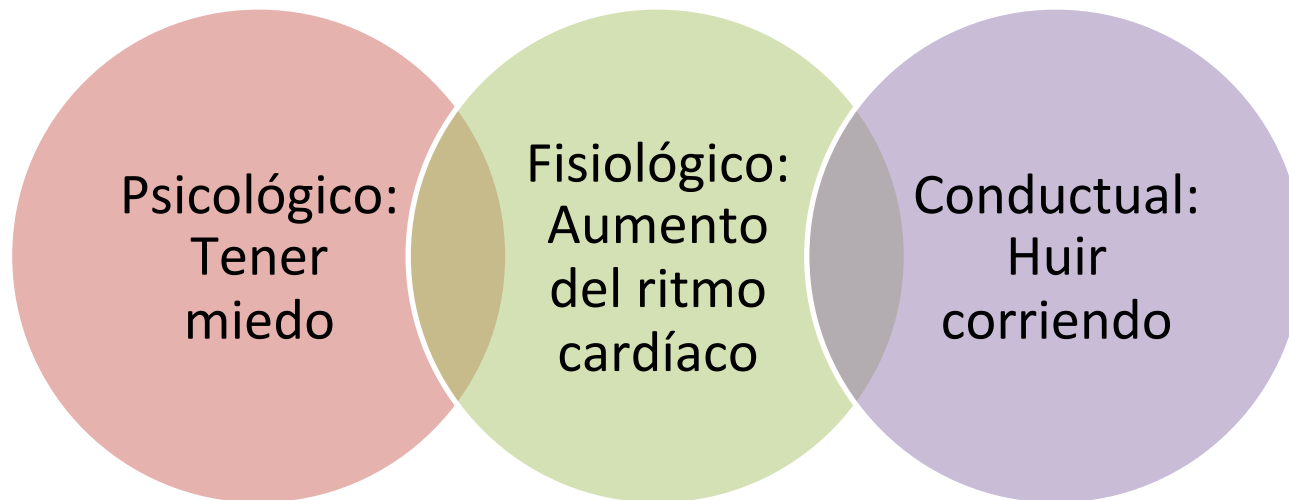 Psicológico:
Tener
miedo
Fisiológico:
Aumento
del ritmo
cardíaco
Conductual:
Huir
corriendo